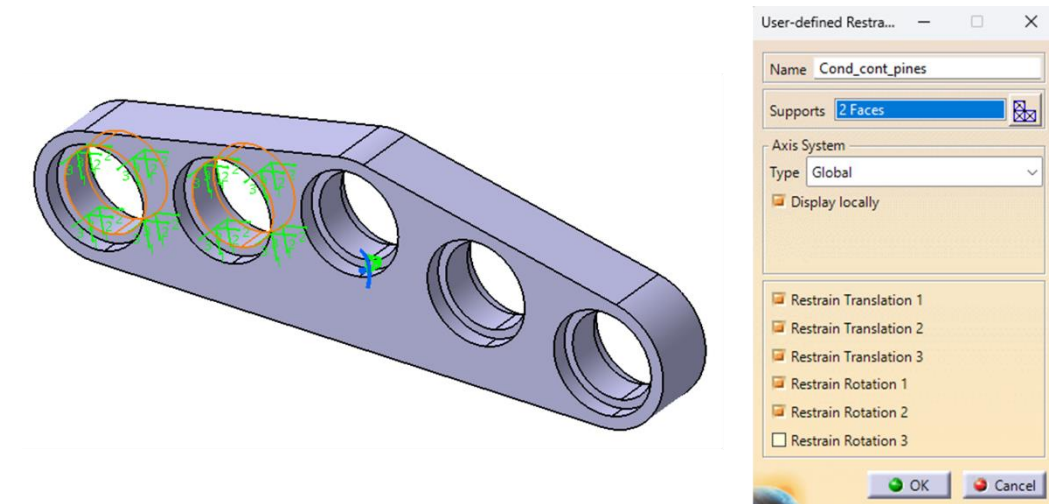 User-defined Restra...
Name Cond_cont_pines
Supports 2 Faces
Axis System
Type Global
Display locally
Restrain Translation 1
Restrain Translation 2
Restrain Translation 3
Restrain Rotation 1
Restrain Rotation 2
Restrain Rotation 3
OK Cancel